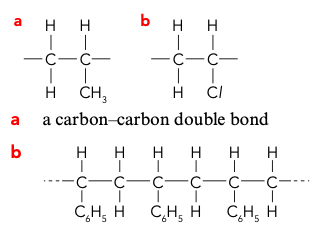 a H H b H H
C C C C
H CH₃ H Cl
a a carbon–carbon double bond
b H H H H H H
C C C C C C
C₆H₅ H C₆H₅ H C₆H₅ H